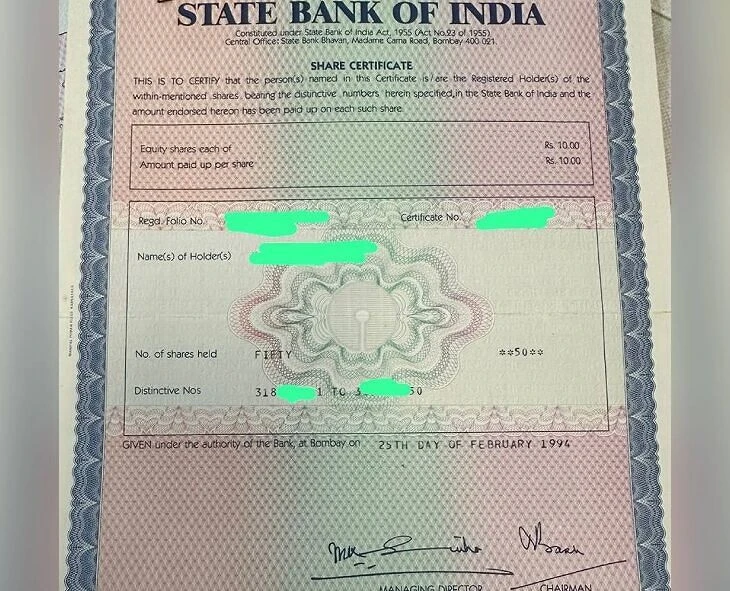 STATE BANK OF INDIA
Constituted under State Bank of India Act, 1955 (Act No.23 of 1955)
Central Office: State Bank Bhavan, Madame Cama Road, Bombay 400 021.
SHARE CERTIFICATE
THIS IS TO CERTIFY that the person(s) named in this Certificate is/are the Registered Holder(s) of the
within-mentioned shares, bearing the distinctive numbers herein specified, in the State Bank of India and the
amount endorsed hereon has been paid up on each such share.
Equity shares each of Rs. 10.00
Amount paid up per share Rs. 10.00
Regd. Folio No. Certificate No.
Name(s) of Holder(s)
No. of shares held FIFTY **50**
Distinctive Nos 318 1 TO 3 50
GIVEN under the authority of the Bank, at Bombay on 25TH DAY OF FEBRUARY 1994
MANAGING DIRECTOR CHAIRMAN